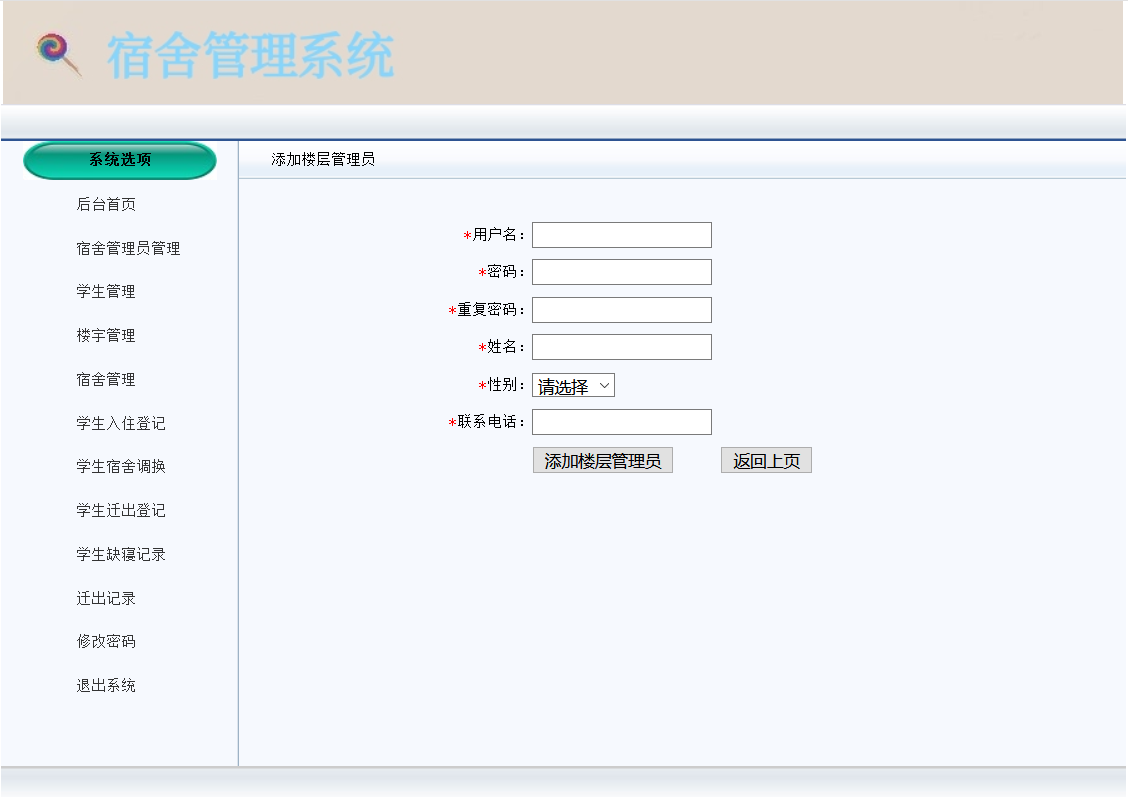 宿舍管理系统
系统选项
后台首页
宿舍管理员管理
学生管理
楼宇管理
宿舍管理
学生入住登记
学生宿舍调换
学生迁出登记
学生缺寝记录
迁出记录
修改密码
退出系统
添加楼层管理员
*用户名：
*密码：
*重复密码：
*姓名：
*性别： 请选择
*联系电话：
添加楼层管理员 返回上页